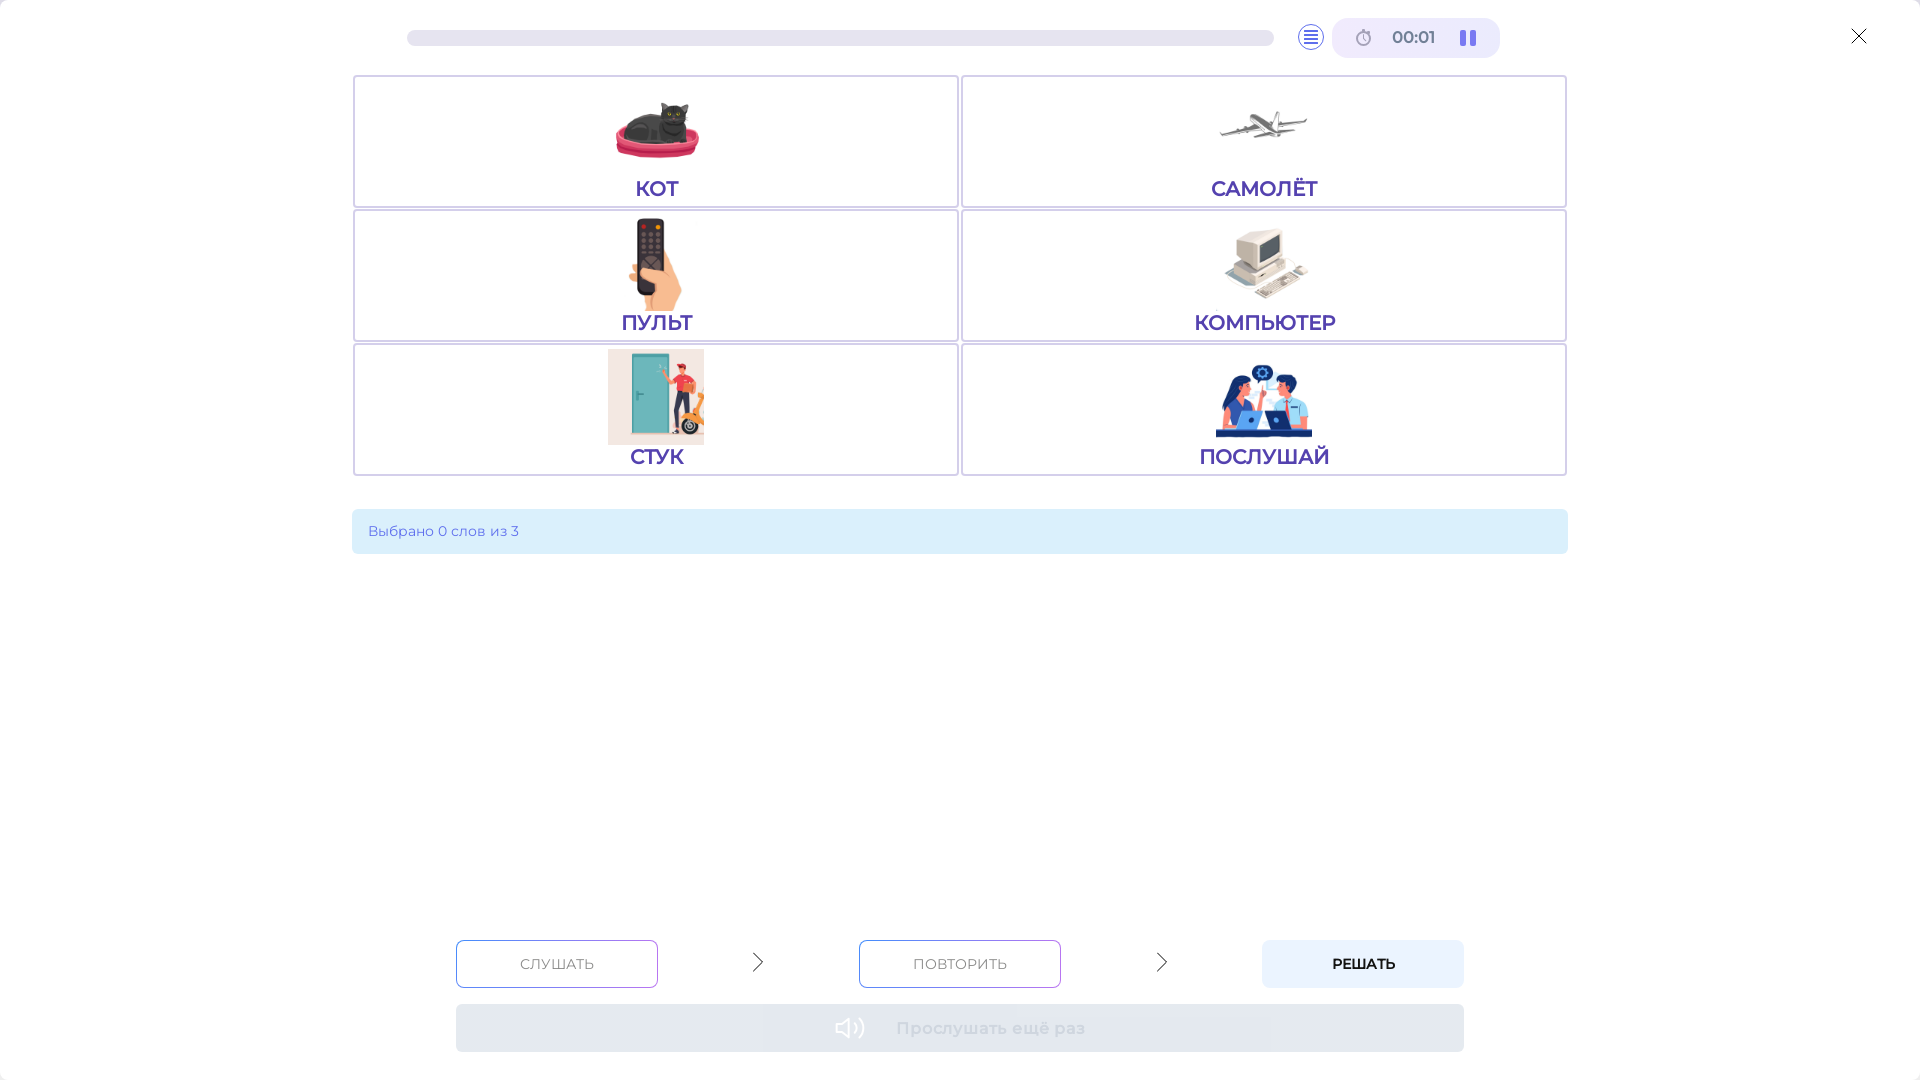 00:01
КОТ
САМОЛЁТ
ПУЛЬТ
КОМПЬЮТЕР
СТУК
ПОСЛУШАЙ
Выбрано 0 слов из 3
СЛУШАТЬ
ПОВТОРИТЬ
РЕШАТЬ
Прослушать ещё раз